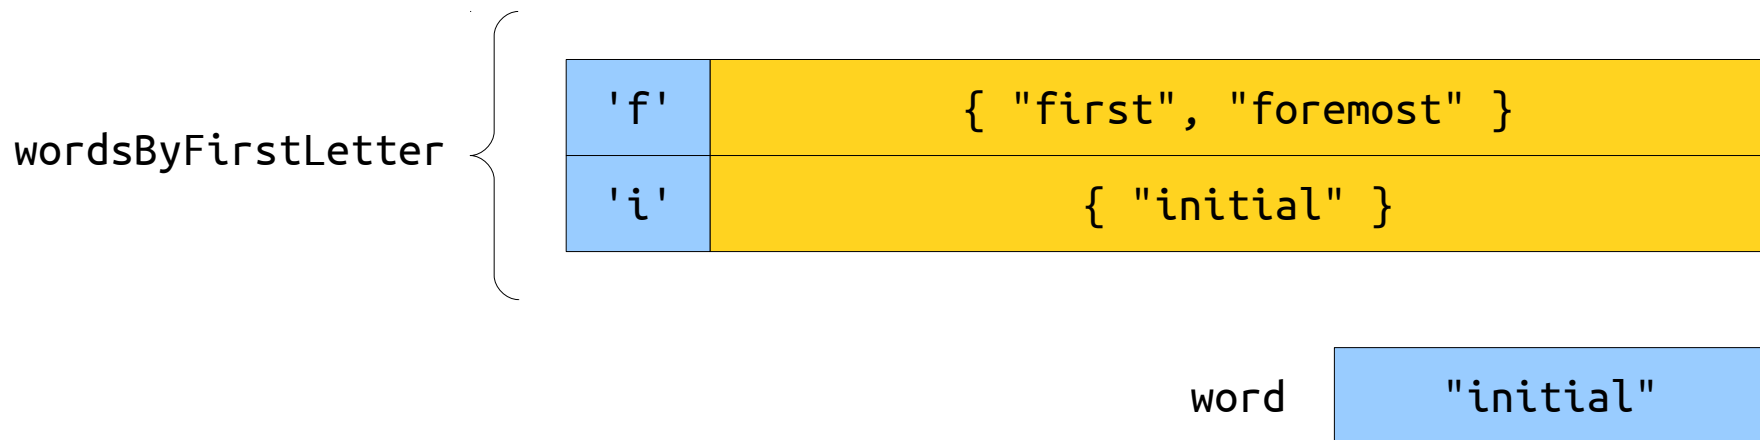 'f' { "first", "foremost" }
wordsByFirstLetter
'i' { "initial" }
word "initial"